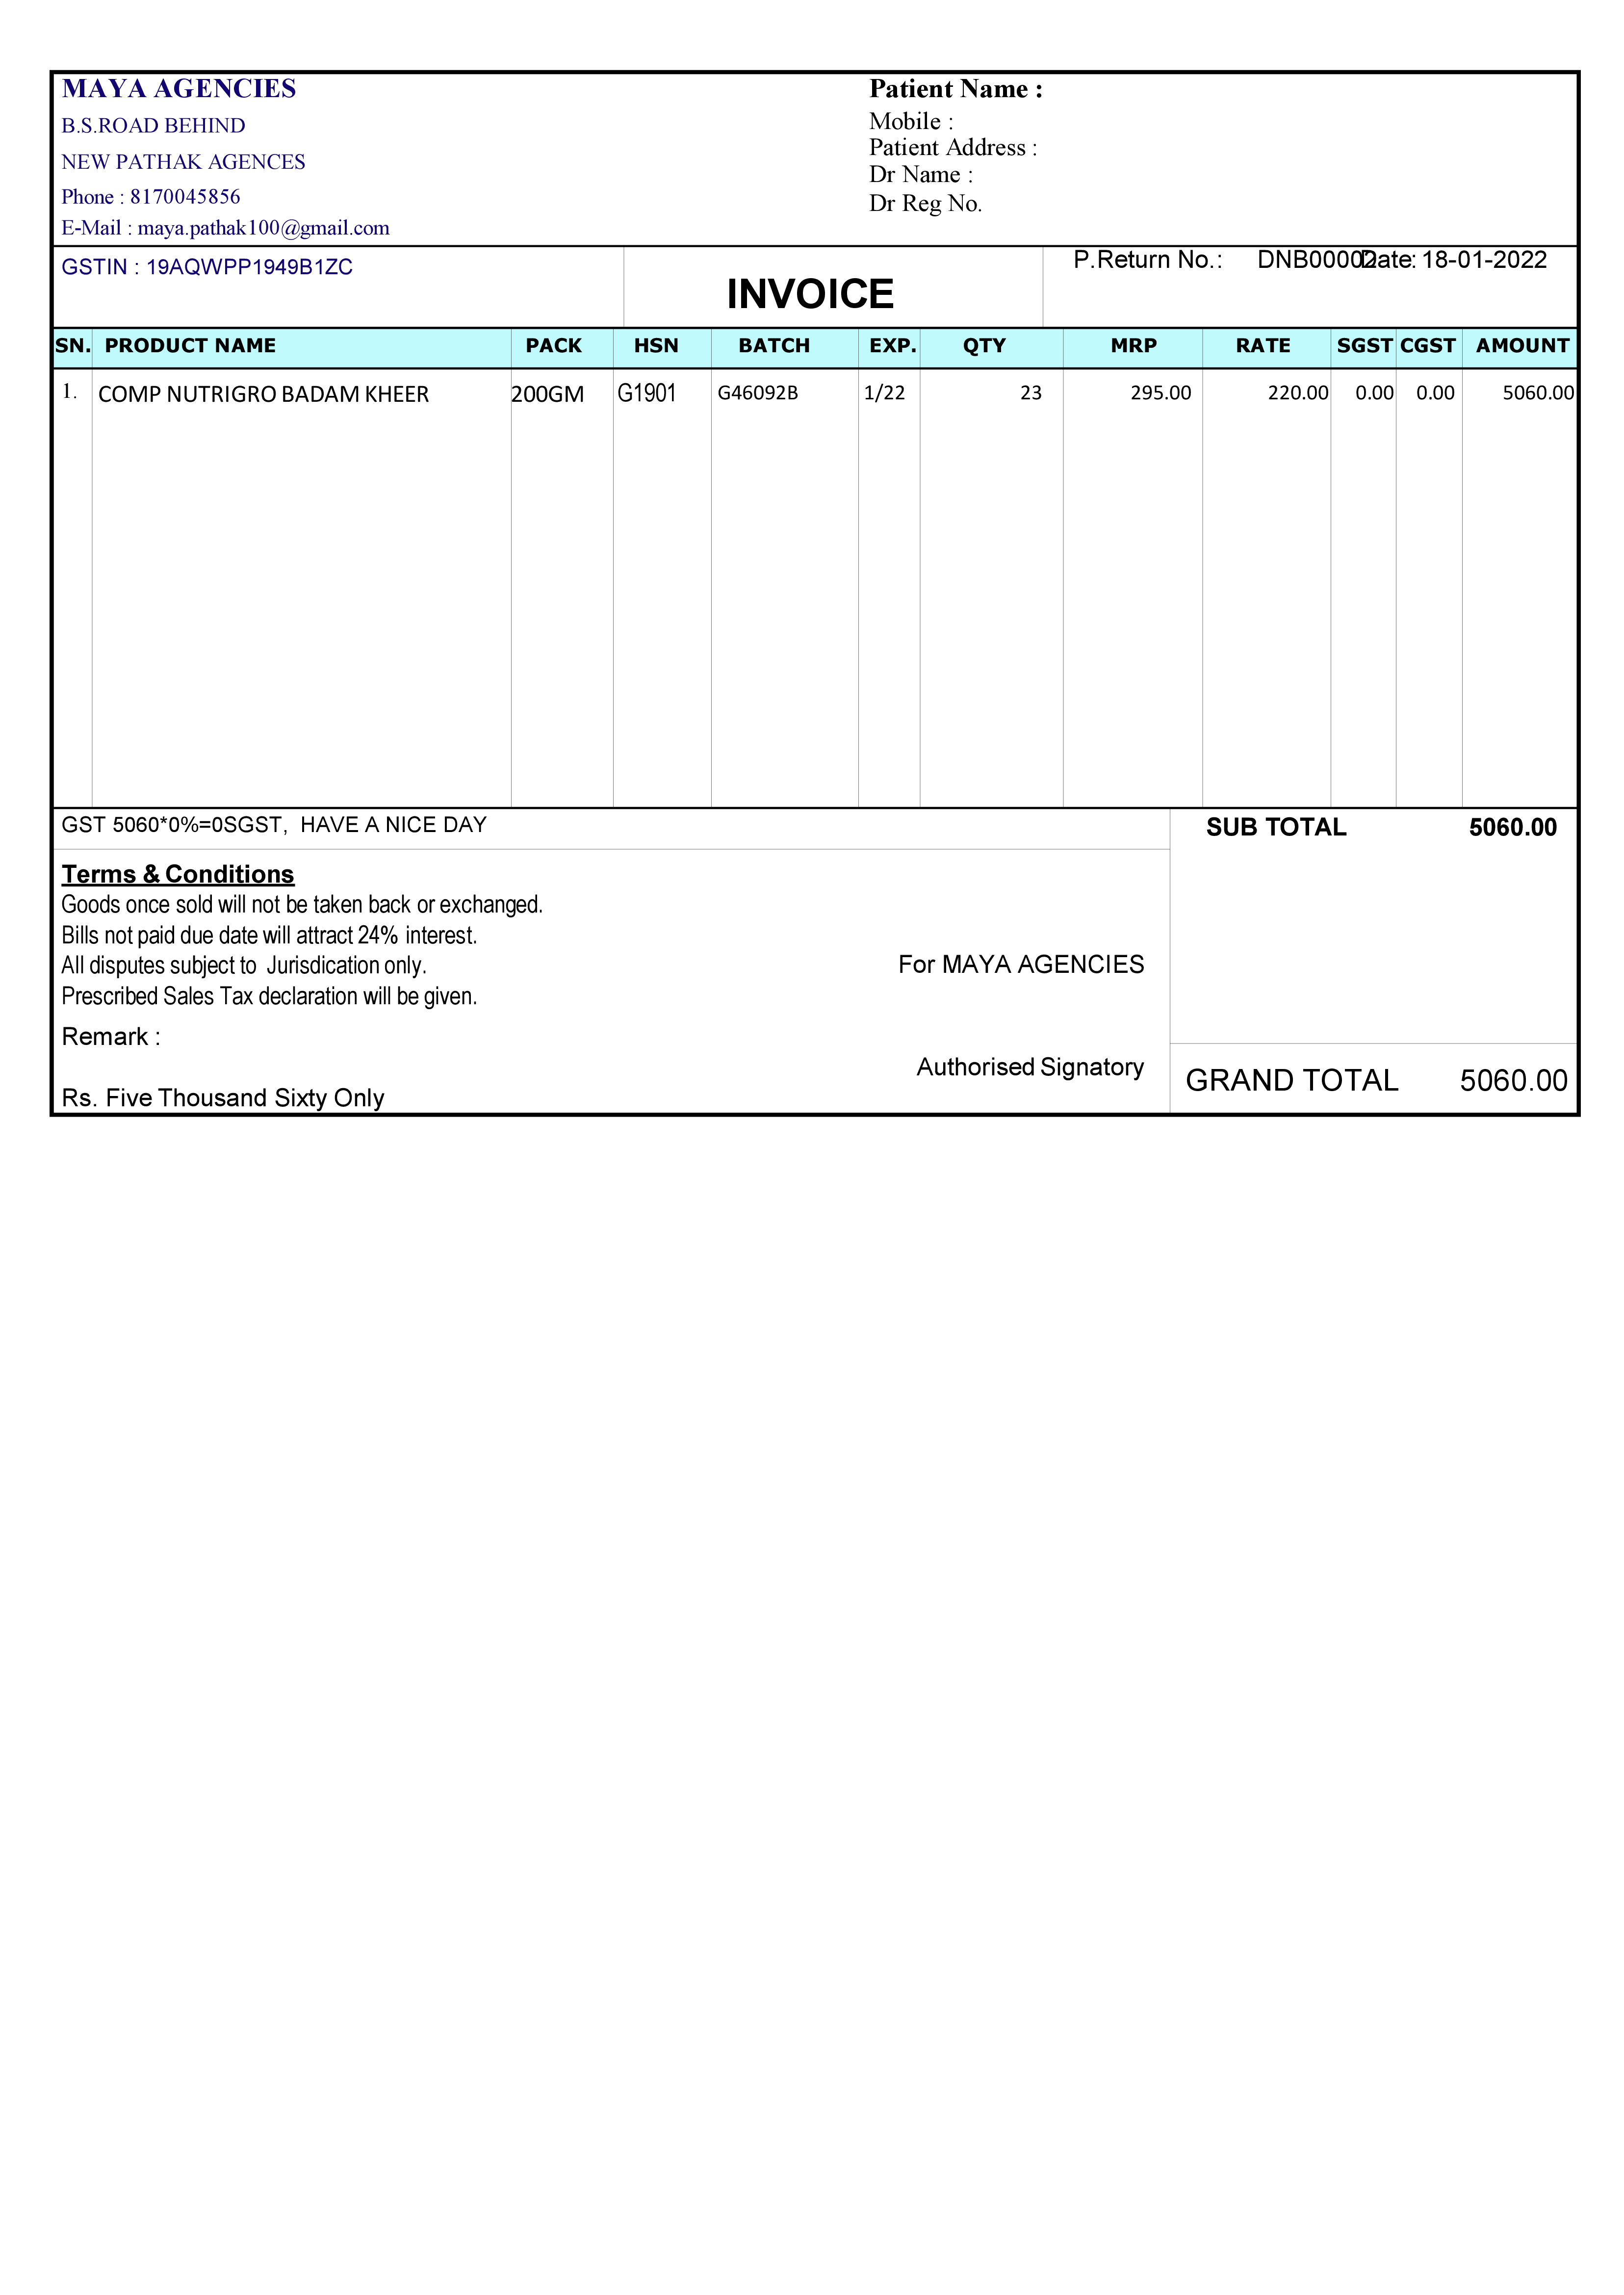 MAYA AGENCIES
B.S.ROAD BEHIND
NEW PATHAK AGENCES
Phone : 8170045856
E-Mail : maya.pathak100@gmail.com
Patient Name :
Mobile :
Patient Address :
Dr Name :
Dr Reg No.
GSTIN : 19AQWPP1949B1ZC
INVOICE
P.Return No.: DNB00002 Date : 18-01-2022
SN. PRODUCT NAME PACK HSN BATCH EXP. QTY MRP RATE SGST CGST AMOUNT
1. COMP NUTRIGRO BADAM KHEER 200GM G1901 G46092B 1/22 23 295.00 220.00 0.00 0.00 5060.00
GST 5060*0%=0SGST, HAVE A NICE DAY
SUB TOTAL 5060.00
Terms & Conditions
Goods once sold will not be taken back or exchanged.
Bills not paid due date will attract 24% interest.
All disputes subject to Jurisdication only.
Prescribed Sales Tax declaration will be given.
For MAYA AGENCIES
Remark :
Authorised Signatory
Rs. Five Thousand Sixty Only
GRAND TOTAL 5060.00